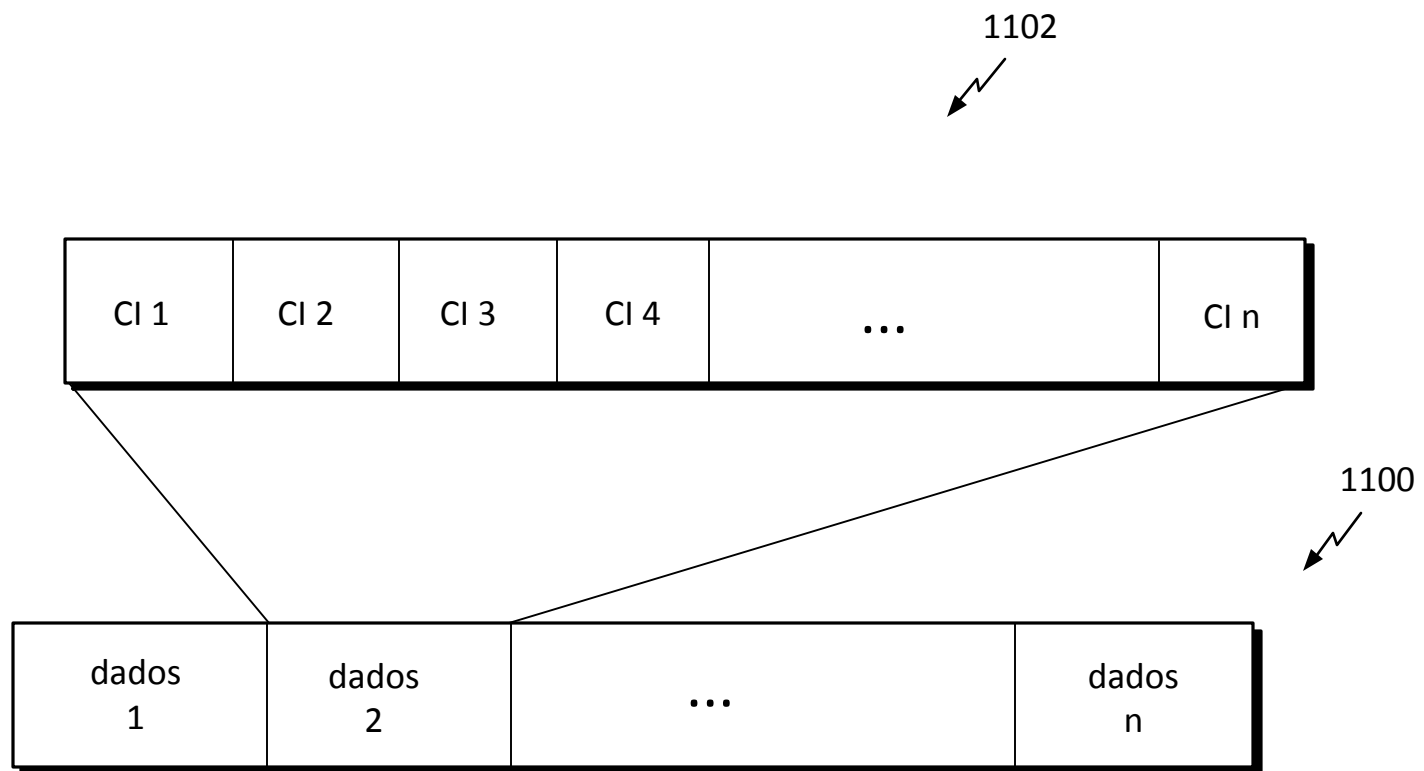 1102
CI 1
CI 2
CI 3
CI 4
...
CI n
1100
dados
1
dados
2
...
dados
n